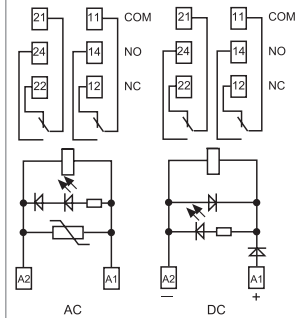 21 11 COM 21 11 COM
24 14 NO 24 14 NO
22 12 NC 22 12 NC
A2 A1 A2 A1
— +
AC DC